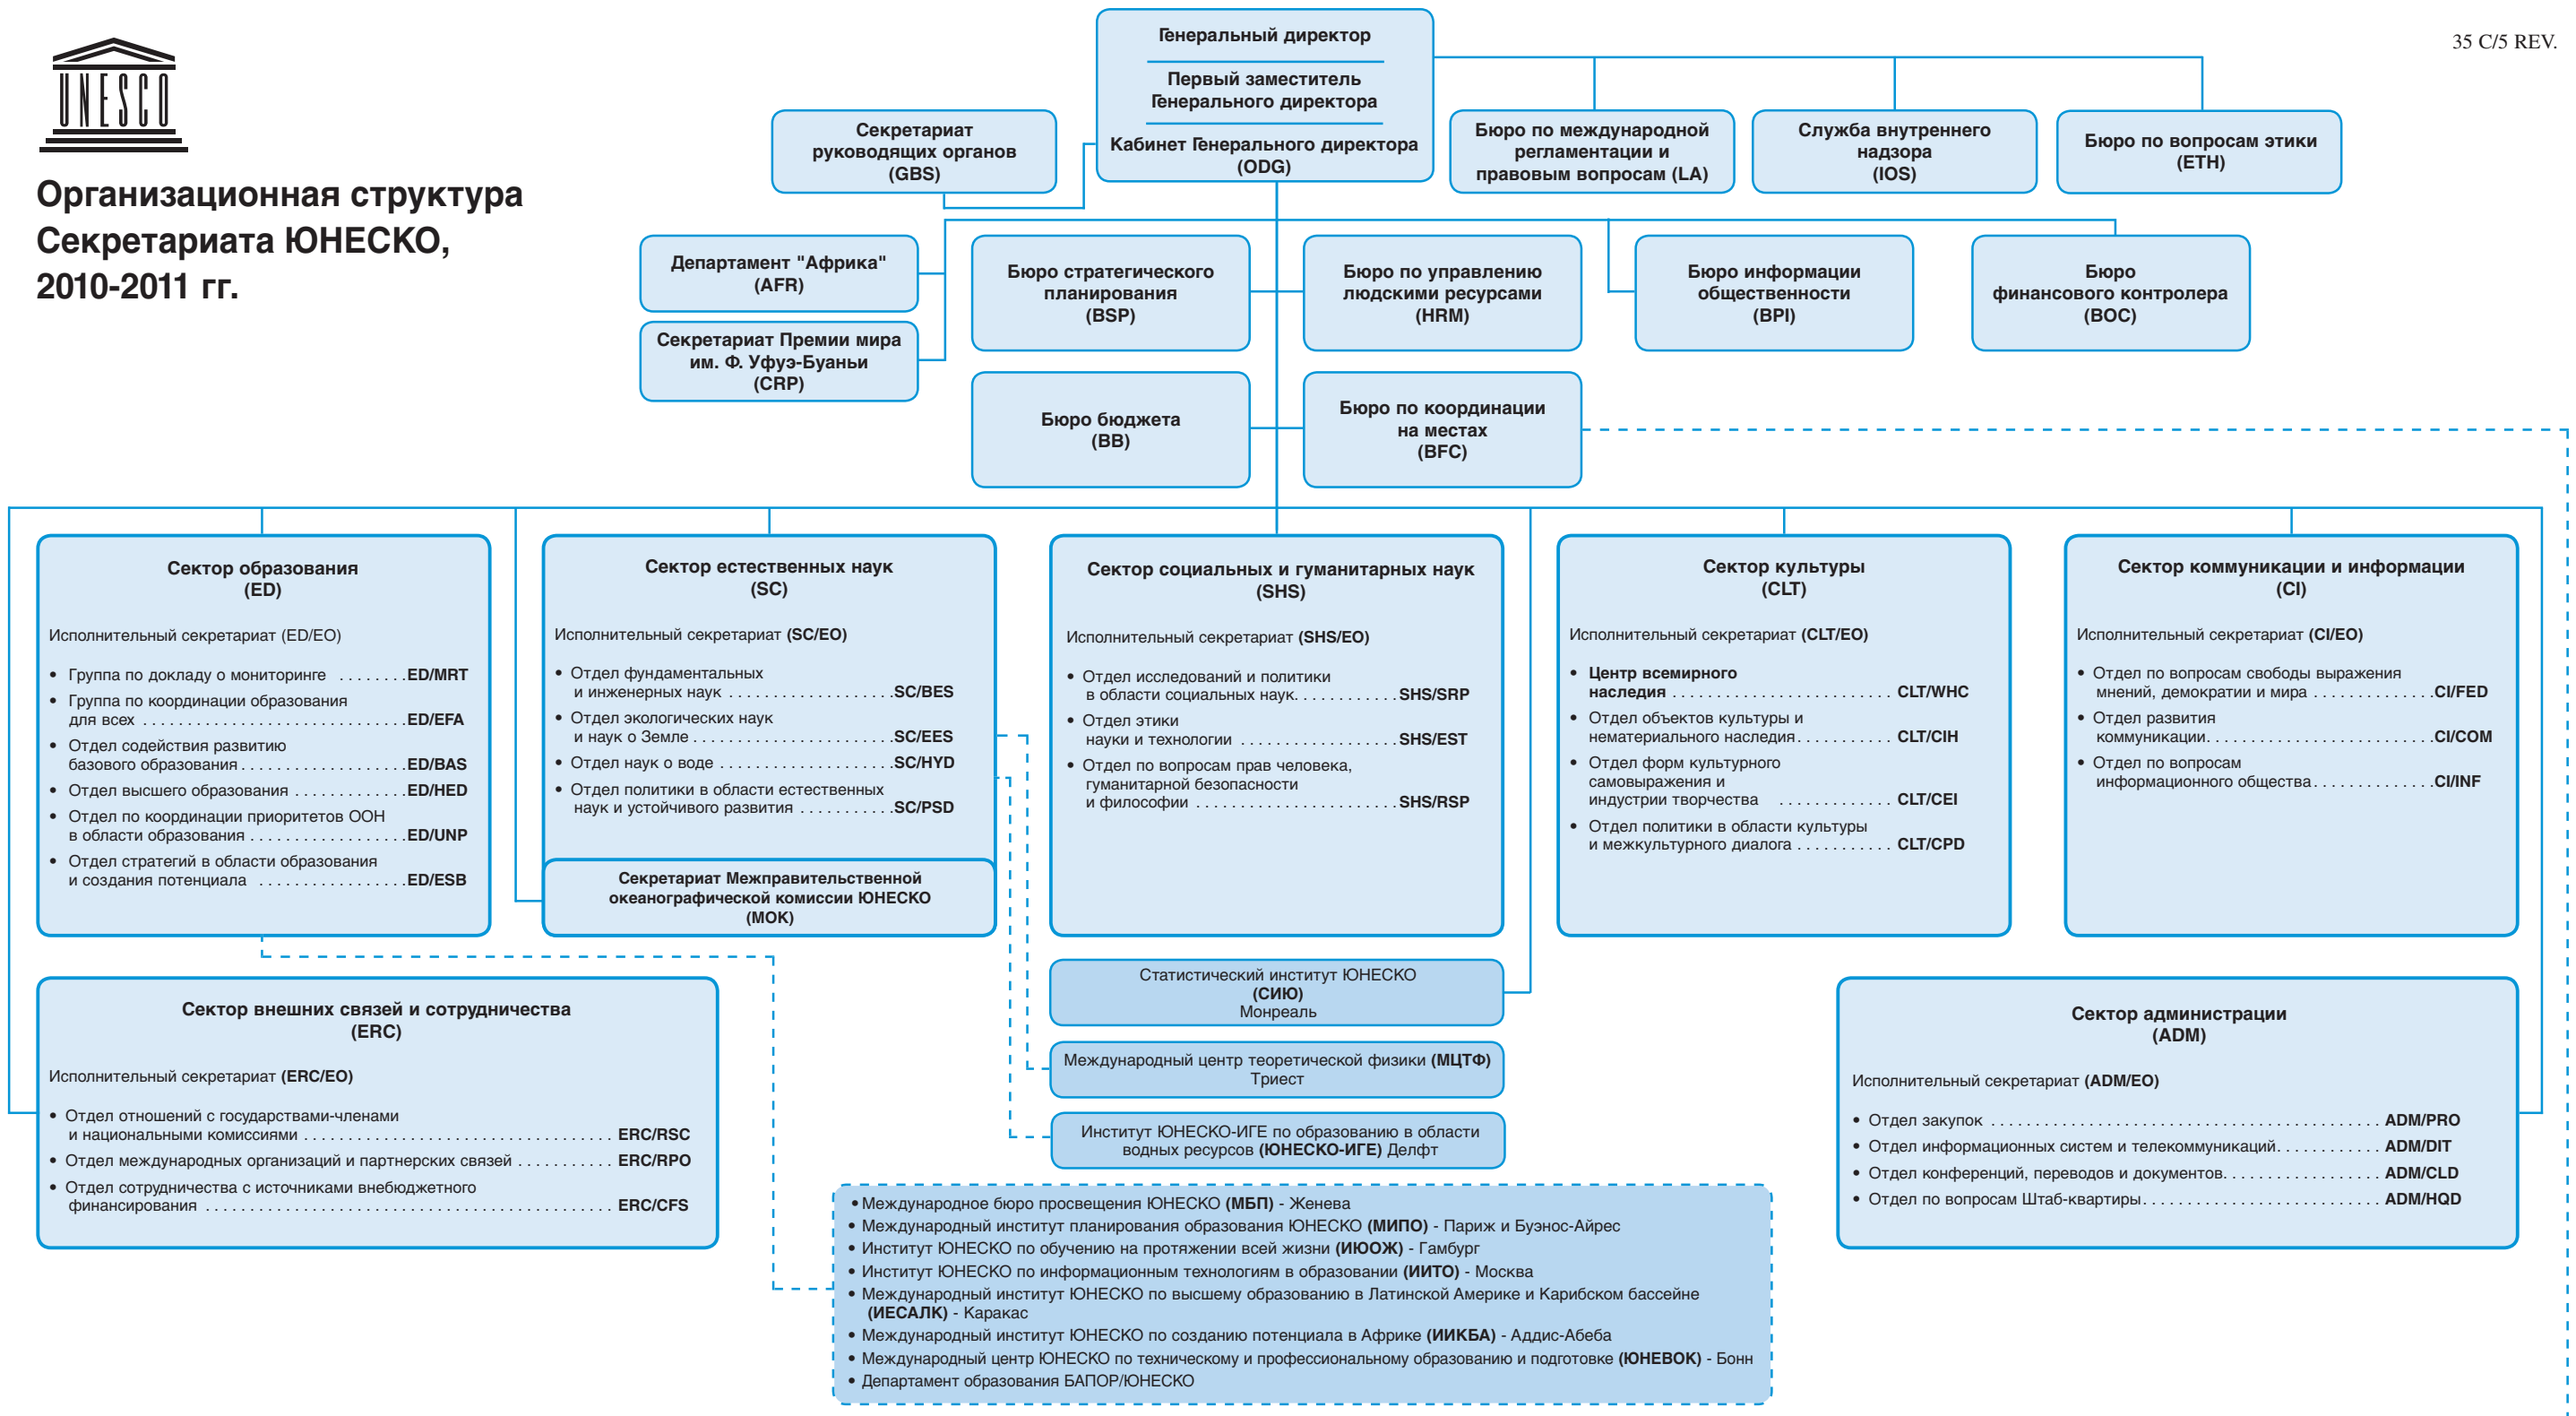 35 C/5 REV.
UNESCO
Организационная структура
Секретариата ЮНЕСКО,
2010-2011 гг.
Генеральный директор
Первый заместитель
Генерального директора
Кабинет Генерального директора
(ODG)
Секретариат
руководящих органов
(GBS)
Бюро по международной
регламентации и
правовым вопросам (LA)
Служба внутреннего
надзора
(IOS)
Бюро по вопросам этики
(ETH)
Департамент "Африка"
(AFR)
Секретариат Премии мира
им. Ф. Уфуэ-Буаньи
(CRP)
Бюро стратегического
планирования
(BSP)
Бюро по управлению
людскими ресурсами
(HRM)
Бюро информации
общественности
(BPI)
Бюро
финансового контролера
(BOC)
Бюро бюджета
(BB)
Бюро по координации
на местах
(BFC)
Сектор образования
(ED)
Исполнительный секретариат (ED/EO)
• Группа по докладу о мониторинге ........ED/MRT
• Группа по координации образования
для всех ..............................ED/EFA
• Отдел содействия развитию
базового образования...................ED/BAS
• Отдел высшего образования .............ED/HED
• Отдел по координации приоритетов ООН
в области образования ..................ED/UNP
• Отдел стратегий в области образования
и создания потенциала .................ED/ESB
Сектор естественных наук
(SC)
Исполнительный секретариат (SC/EO)
• Отдел фундаментальных
и инженерных наук ...................SC/BES
• Отдел экологических наук
и наук о Земле.......................SC/EES
• Отдел наук о воде ....................SC/HYD
• Отдел политики в области естественных
наук и устойчивого развития ...........SC/PSD
Секретариат Межправительственной
океанографической комиссии ЮНЕСКО
(МОК)
Сектор социальных и гуманитарных наук
(SHS)
Исполнительный секретариат (SHS/EO)
• Отдел исследований и политики
в области социальных наук............SHS/SRP
• Отдел этики
науки и технологии ..................SHS/EST
• Отдел по вопросам прав человека,
гуманитарной безопасности
и философии .......................SHS/RSP
Сектор культуры
(CLT)
Исполнительный секретариат (CLT/EO)
• Центр всемирного
наследия ......................... CLT/WHC
• Отдел объектов культуры и
нематериального наследия........... CLT/CIH
• Отдел форм культурного
самовыражения и
индустрии творчества ............. CLT/CEI
• Отдел политики в области культуры
и межкультурного диалога ........... CLT/CPD
Сектор коммуникации и информации
(CI)
Исполнительный секретариат (CI/EO)
• Отдел по вопросам свободы выражения
мнений, демократии и мира ..............CI/FED
• Отдел развития
коммуникации..........................CI/COM
• Отдел по вопросам
информационного общества..............CI/INF
Сектор внешних связей и сотрудничества
(ERC)
Исполнительный секретариат (ERC/EO)
• Отдел отношений с государствами-членами
и национальными комиссиями ................................... ERC/RSC
• Отдел международных организаций и партнерских связей ........... ERC/RPO
• Отдел сотрудничества с источниками внебюджетного
финансирования .............................................. ERC/CFS
Статистический институт ЮНЕСКО
(СИЮ)
Монреаль
Международный центр теоретической физики (МЦТФ)
Триест
Институт ЮНЕСКО-ИГЕ по образованию в области
водных ресурсов (ЮНЕСКО-ИГЕ) Делфт
Сектор администрации
(ADM)
Исполнительный секретариат (ADM/EO)
• Отдел закупок ............................................ ADM/PRO
• Отдел информационных систем и телекоммуникаций............ ADM/DIT
• Отдел конференций, переводов и документов.................. ADM/CLD
• Отдел по вопросам Штаб-квартиры........................... ADM/HQD
• Международное бюро просвещения ЮНЕСКО (МБП) - Женева
• Международный институт планирования образования ЮНЕСКО (МИПО) - Париж и Буэнос-Айрес
• Институт ЮНЕСКО по обучению на протяжении всей жизни (ИЮОЖ) - Гамбург
• Институт ЮНЕСКО по информационным технологиям в образовании (ИИТО) - Москва
• Международный институт ЮНЕСКО по высшему образованию в Латинской Америке и Карибском бассейне
(ИЕСАЛК) - Каракас
• Международный институт ЮНЕСКО по созданию потенциала в Африке (ИИКБА) - Аддис-Абеба
• Международный центр ЮНЕСКО по техническому и профессиональному образованию и подготовке (ЮНЕВОК) - Бонн
• Департамент образования БАПОР/ЮНЕСКО